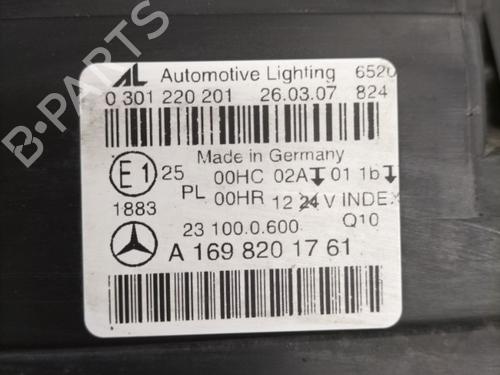 AL Automotive Lighting 6520
0 301 220 201 26.03.07 824
Made in Germany
E1 25 00HC 02A 01 1b
PL 00HR 12 24 V INDEX
1883 Q10
23 100.0.600
A 169 820 17 61
B-PARTS